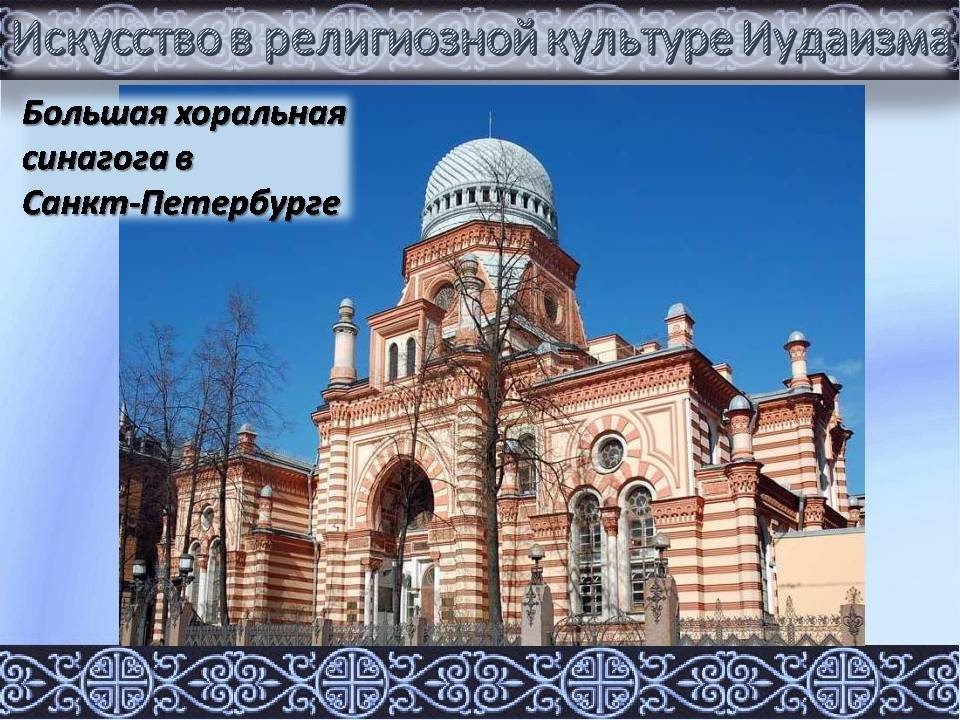 Искусство в религиозной культуре Иудаизма
Большая хоральная
синагога в
Санкт-Петербурге